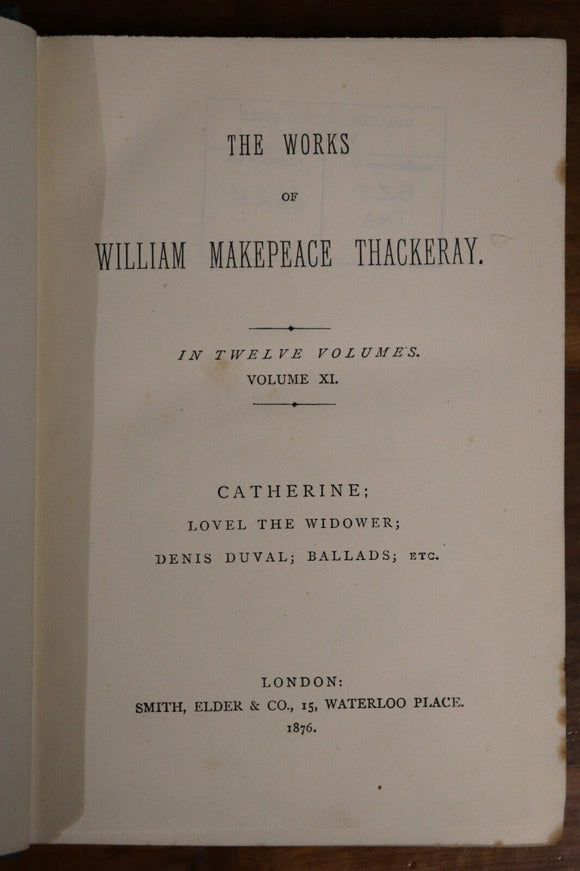 THE WORKS
OF
WILLIAM MAKEPEACE THACKERAY.
IN TWELVE VOLUMES.
VOLUME XI.
CATHERINE;
LOVEL THE WIDOWER;
DENIS DUVAL; BALLADS; ETC.
LONDON:
SMITH, ELDER & CO., 15, WATERLOO PLACE.
1876.